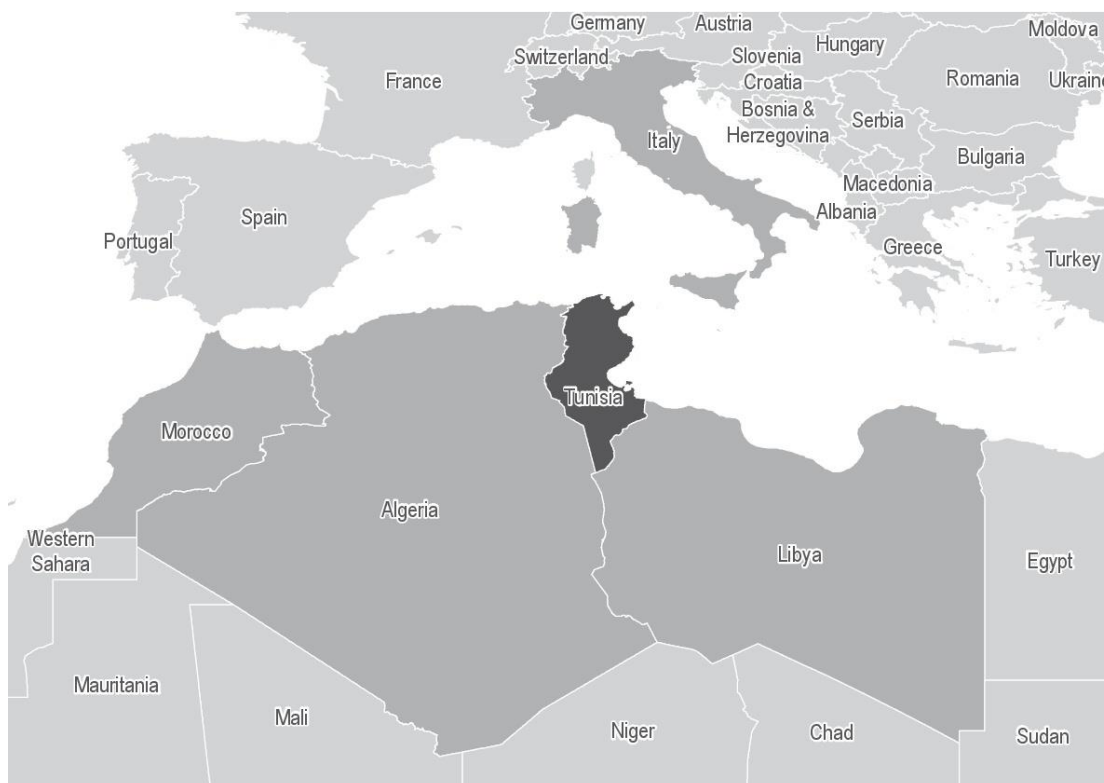 Germany
Austria
Moldova
Switzerland
Slovenia
Hungary
France
Croatia
Romania
Ukraine
Bosnia &
Herzegovina
Serbia
Italy
Bulgaria
Macedonia
Spain
Albania
Portugal
Greece
Turkey
Tunisia
Morocco
Algeria
Western
Sahara
Libya
Egypt
Mauritania
Mali
Niger
Chad
Sudan